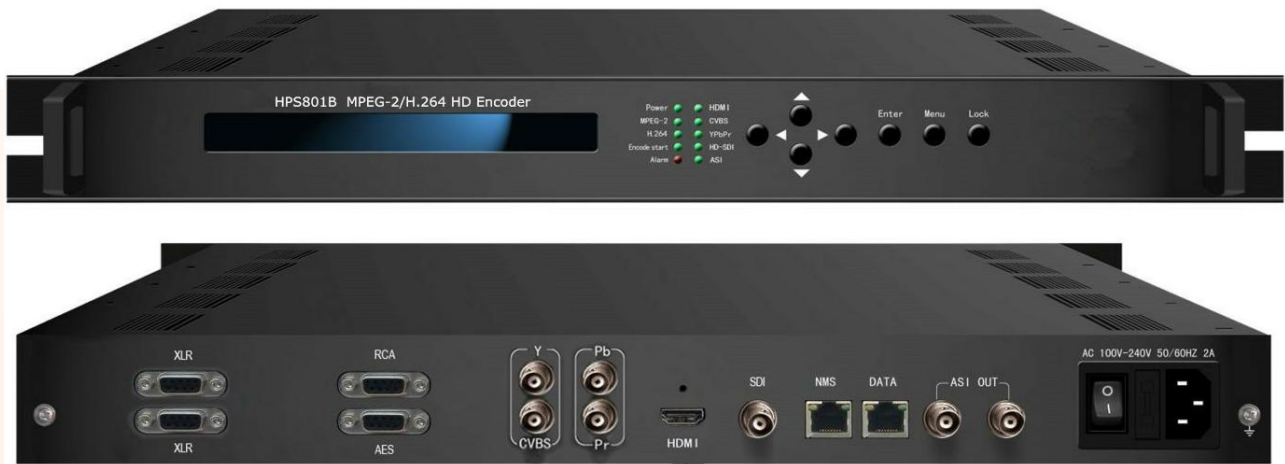 HPS801B MPEG-2/H.264 HD Encoder
Power HDMI
MPEG-2 CVBS
H.264 YPbPr
Encode start HD-SDI
Alarm ASI
Enter Menu Lock
XLR
XLR
RCA
AES
Y
CVBS
Pb
Pr
HDMI
SDI
NMS
DATA
ASI OUT
AC 100V-240V 50/60HZ 2A
O
I